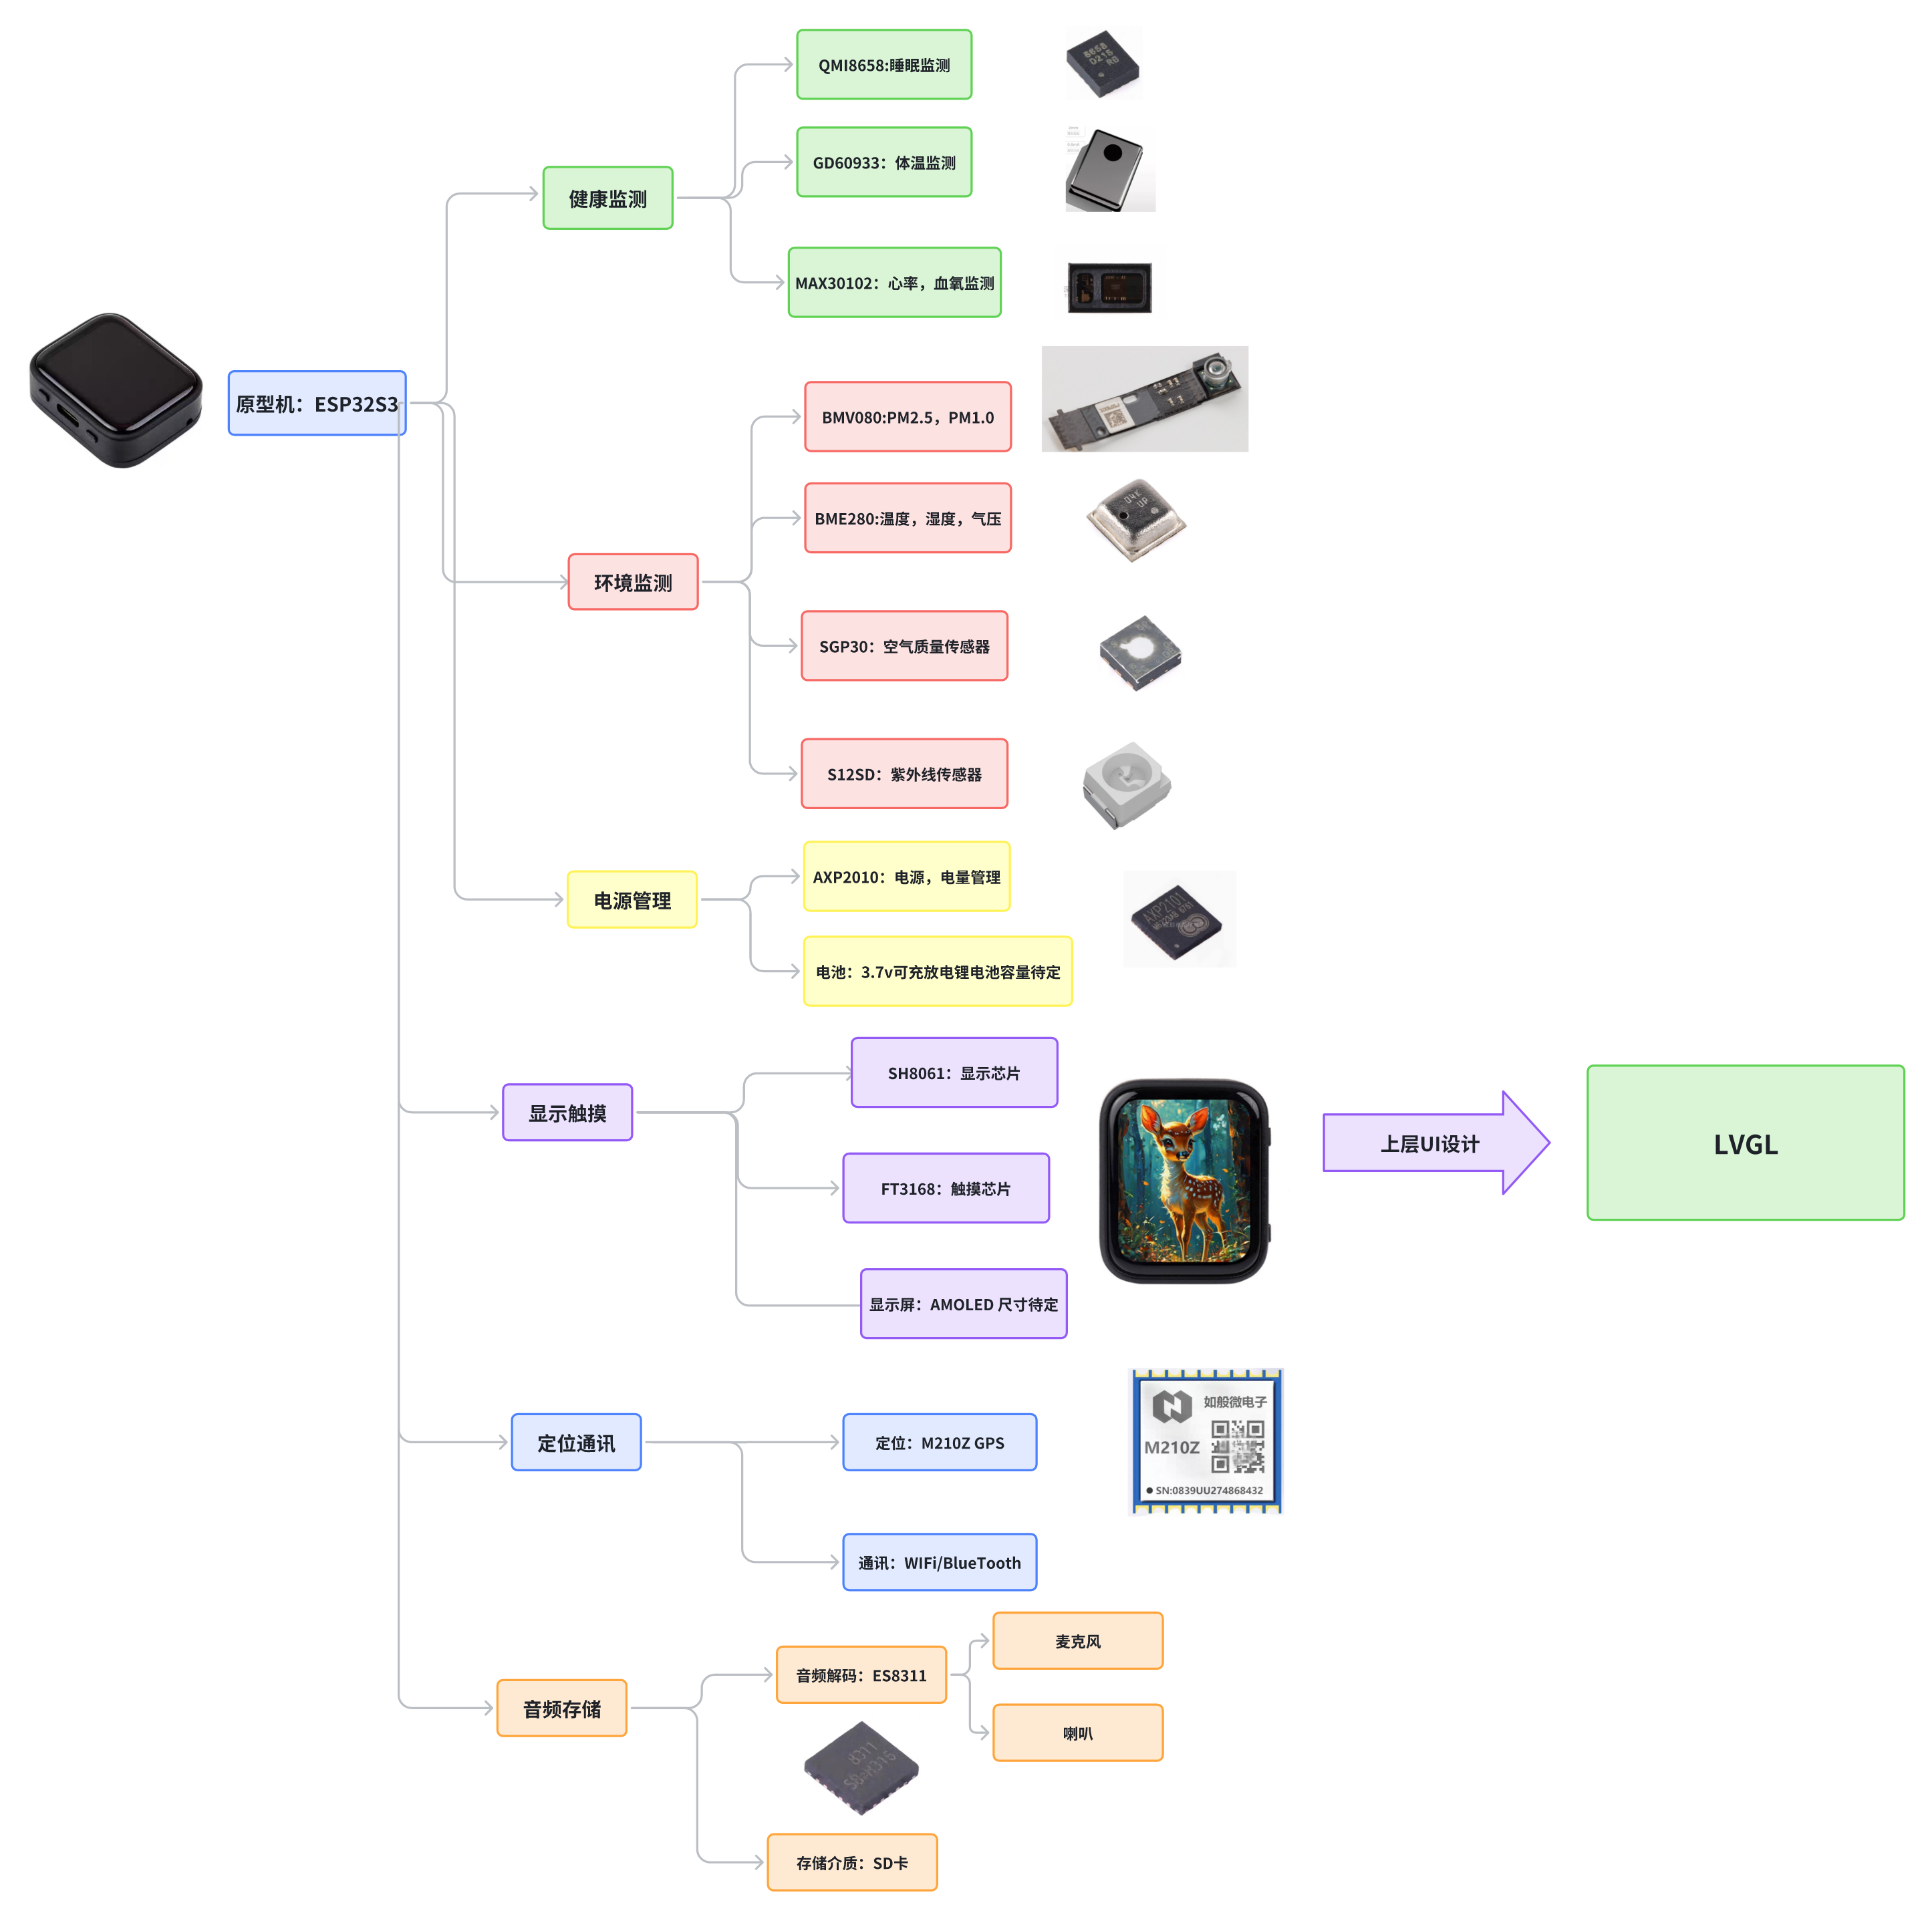 原型机：ESP32S3
健康监测
QMI8658:睡眠监测
8658
0215
RB
GD60933：体温监测
MAX30102：心率，血氧监测
环境监测
BMV080:PM2.5，PM1.0
BME280:温度，湿度，气压
04K
UP
SGP30：空气质量传感器
S12SD：紫外线传感器
电源管理
AXP2010：电源，电量管理
AXP2101
电池：3.7v可充放电锂电池容量待定
显示触摸
SH8061：显示芯片
FT3168：触摸芯片
显示屏：AMOLED 尺寸待定
上层UI设计
LVGL
定位通讯
定位：M210Z GPS
如般微电子
M210Z
SN:0839UU274868432
通讯：WIFi/BlueTooth
音频存储
音频解码：ES8311
麦克风
喇叭
8311
存储介质：SD卡